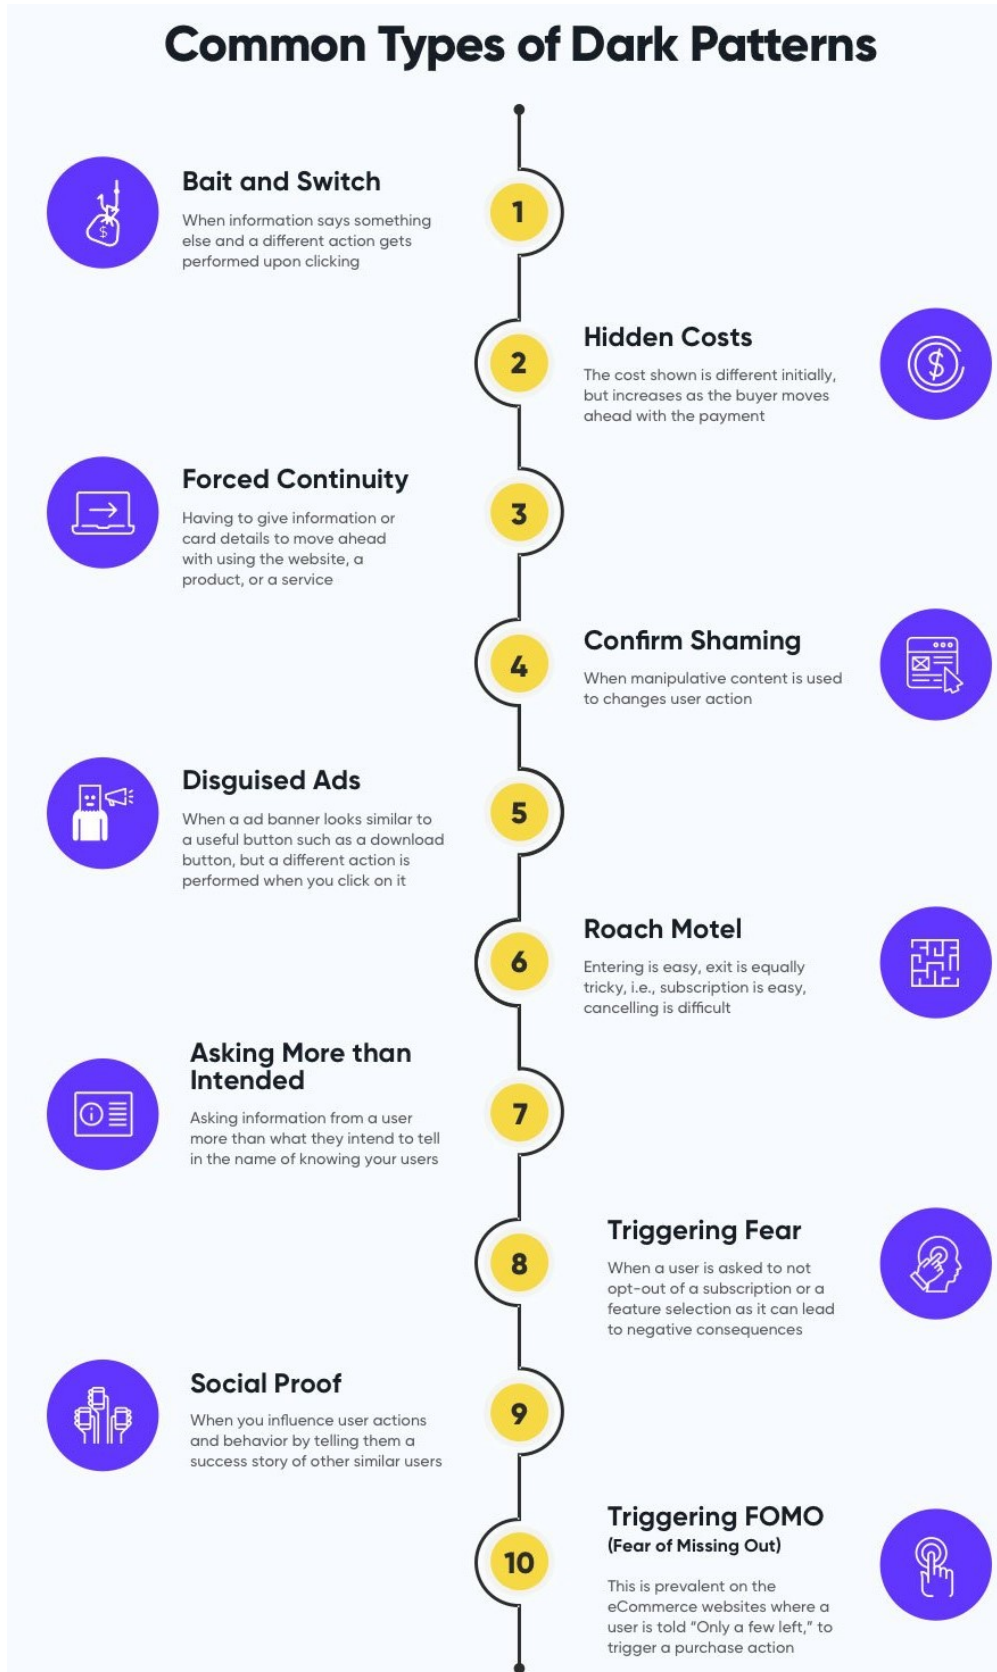 Common Types of Dark Patterns
Bait and Switch
When information says something
else and a different action gets
performed upon clicking
$
1
2
Hidden Costs
The cost shown is different initially,
but increases as the buyer moves
ahead with the payment
$
Forced Continuity
Having to give information or
card details to move ahead
with using the website, a
product, or a service
3
4
Confirm Shaming
When manipulative content is used
to changes user action
Disguised Ads
When a ad banner looks similar to
a useful button such as a download
button, but a different action is
performed when you click on it
5
6
Roach Motel
Entering is easy, exit is equally
tricky, i.e., subscription is easy,
cancelling is difficult
Asking More than
Intended
Asking information from a user
more than what they intend to tell
in the name of knowing your users
i
7
8
Triggering Fear
When a user is asked to not
opt-out of a subscription or a
feature selection as it can lead
to negative consequences
Social Proof
When you influence user actions
and behavior by telling them a
success story of other similar users
9
10
Triggering FOMO
(Fear of Missing Out)
This is prevalent on the
eCommerce websites where a
user is told “Only a few left,” to
trigger a purchase action